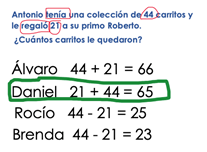 Antonio tenía una colección de 44 carritos y
le regaló 21 a su primo Roberto.
¿Cuántos carritos le quedaron?
Álvaro 44 + 21 = 66
Daniel 21 + 44 = 65
Rocío 44 - 21 = 25
Brenda 44 - 21 = 23